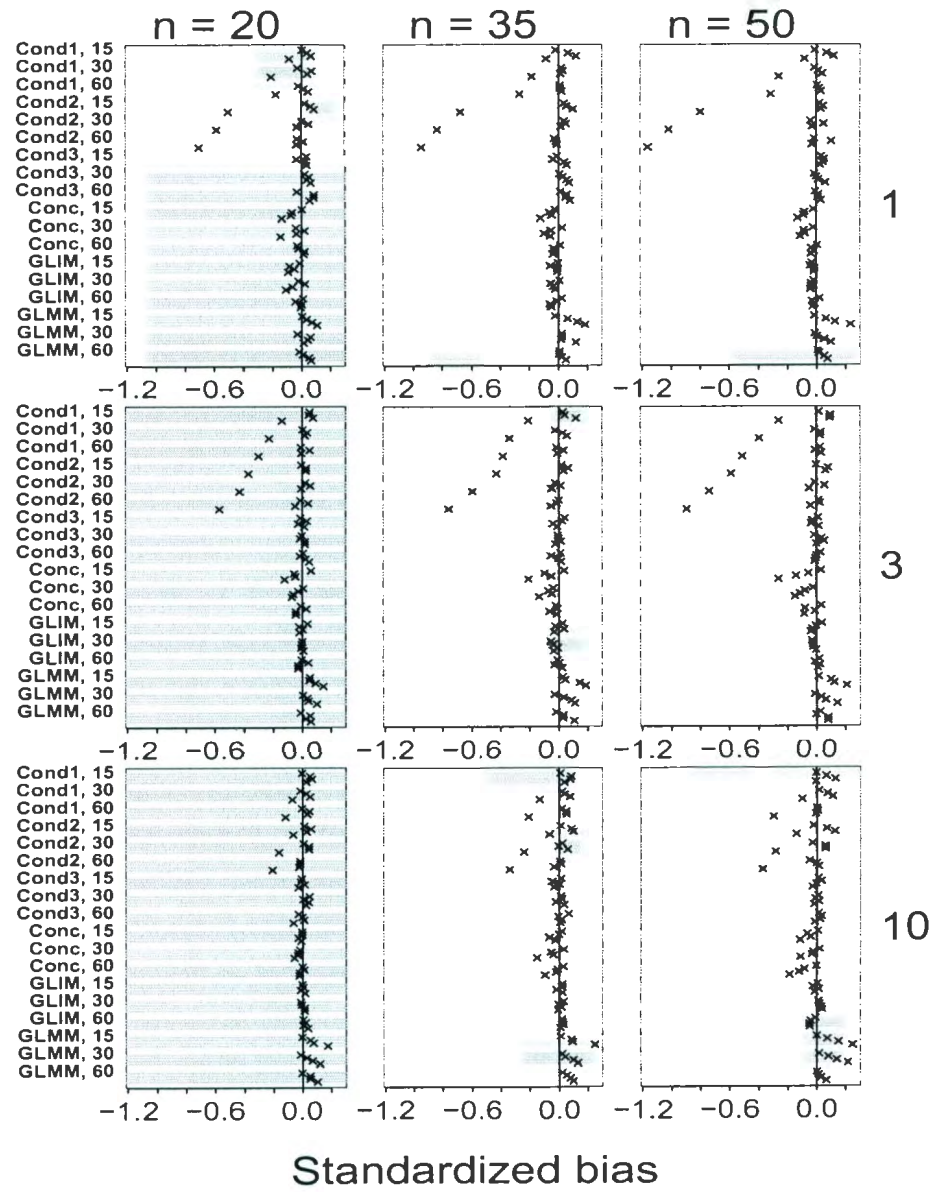 n = 20 n = 35 n = 50
Cond1, 15
Cond1, 30
Cond1, 60
Cond2, 15
Cond2, 30
Cond2, 60
Cond3, 15
Cond3, 30
Cond3, 60
Conc, 15
Conc, 30
Conc, 60
GLIM, 15
GLIM, 30
GLIM, 60
GLMM, 15
GLMM, 30
GLMM, 60
1
−1.2 −0.6 0.0 −1.2 −0.6 0.0 −1.2 −0.6 0.0
Cond1, 15
Cond1, 30
Cond1, 60
Cond2, 15
Cond2, 30
Cond2, 60
Cond3, 15
Cond3, 30
Cond3, 60
Conc, 15
Conc, 30
Conc, 60
GLIM, 15
GLIM, 30
GLIM, 60
GLMM, 15
GLMM, 30
GLMM, 60
3
−1.2 −0.6 0.0 −1.2 −0.6 0.0 −1.2 −0.6 0.0
Cond1, 15
Cond1, 30
Cond1, 60
Cond2, 15
Cond2, 30
Cond2, 60
Cond3, 15
Cond3, 30
Cond3, 60
Conc, 15
Conc, 30
Conc, 60
GLIM, 15
GLIM, 30
GLIM, 60
GLMM, 15
GLMM, 30
GLMM, 60
10
−1.2 −0.6 0.0 −1.2 −0.6 0.0 −1.2 −0.6 0.0
Standardized bias